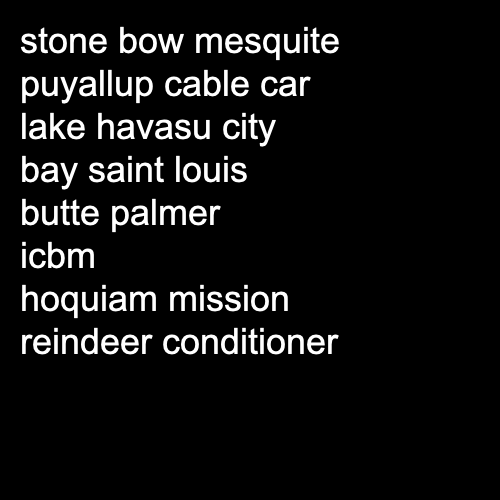 stone bow mesquite
puyallup cable car
lake havasu city
bay saint louis
butte palmer
icbm
hoquiam mission
reindeer conditioner